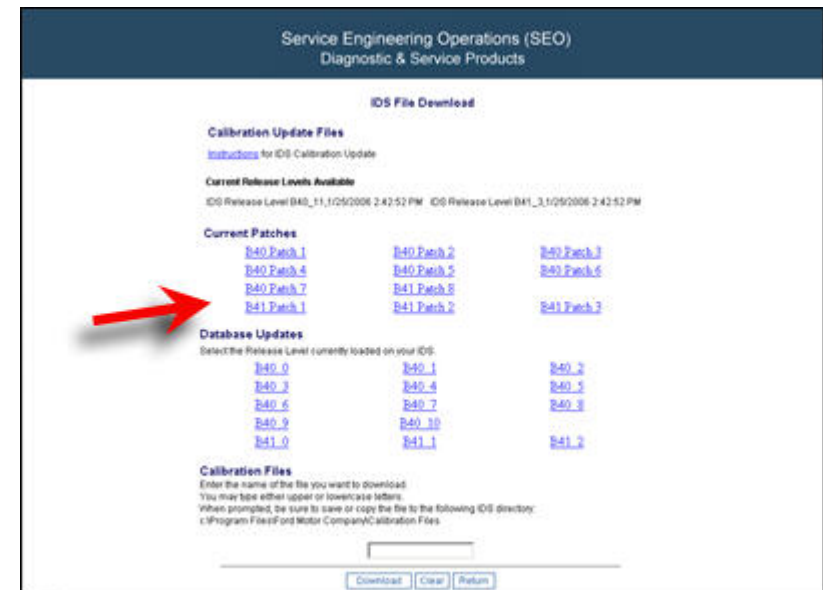 Service Engineering Operations (SEO)
Diagnostic & Service Products
IDS File Download
Calibration Update Files
Instructions for IDS Calibration Update
Current Release Levels Available
IDS Release Level B40_11,1/25/2006 2:42:52 PM IDS Release Level B41_3,1/25/2006 2:42:52 PM
Current Patches
B40 Patch 1 B40 Patch 2 B40 Patch 3
B40 Patch 4 B40 Patch 5 B40 Patch 6
B40 Patch 7 B41 Patch 8
B41 Patch 1 B41 Patch 2 B41 Patch 3
Database Updates
Select the Release Level currently loaded on your IDS.
B40_0 B40_1 B40_2
B40_3 B40_4 B40_5
B40_6 B40_7 B40_8
B40_9 B40_10
B41_0 B41_1 B41_2
Calibration Files
Enter the name of the file you want to download.
You may type either upper or lowercase letters.
When prompted, be sure to save or copy the file to the following IDS directory:
c:\Program Files\Ford Motor Company\Calibration Files
Download Clear Return